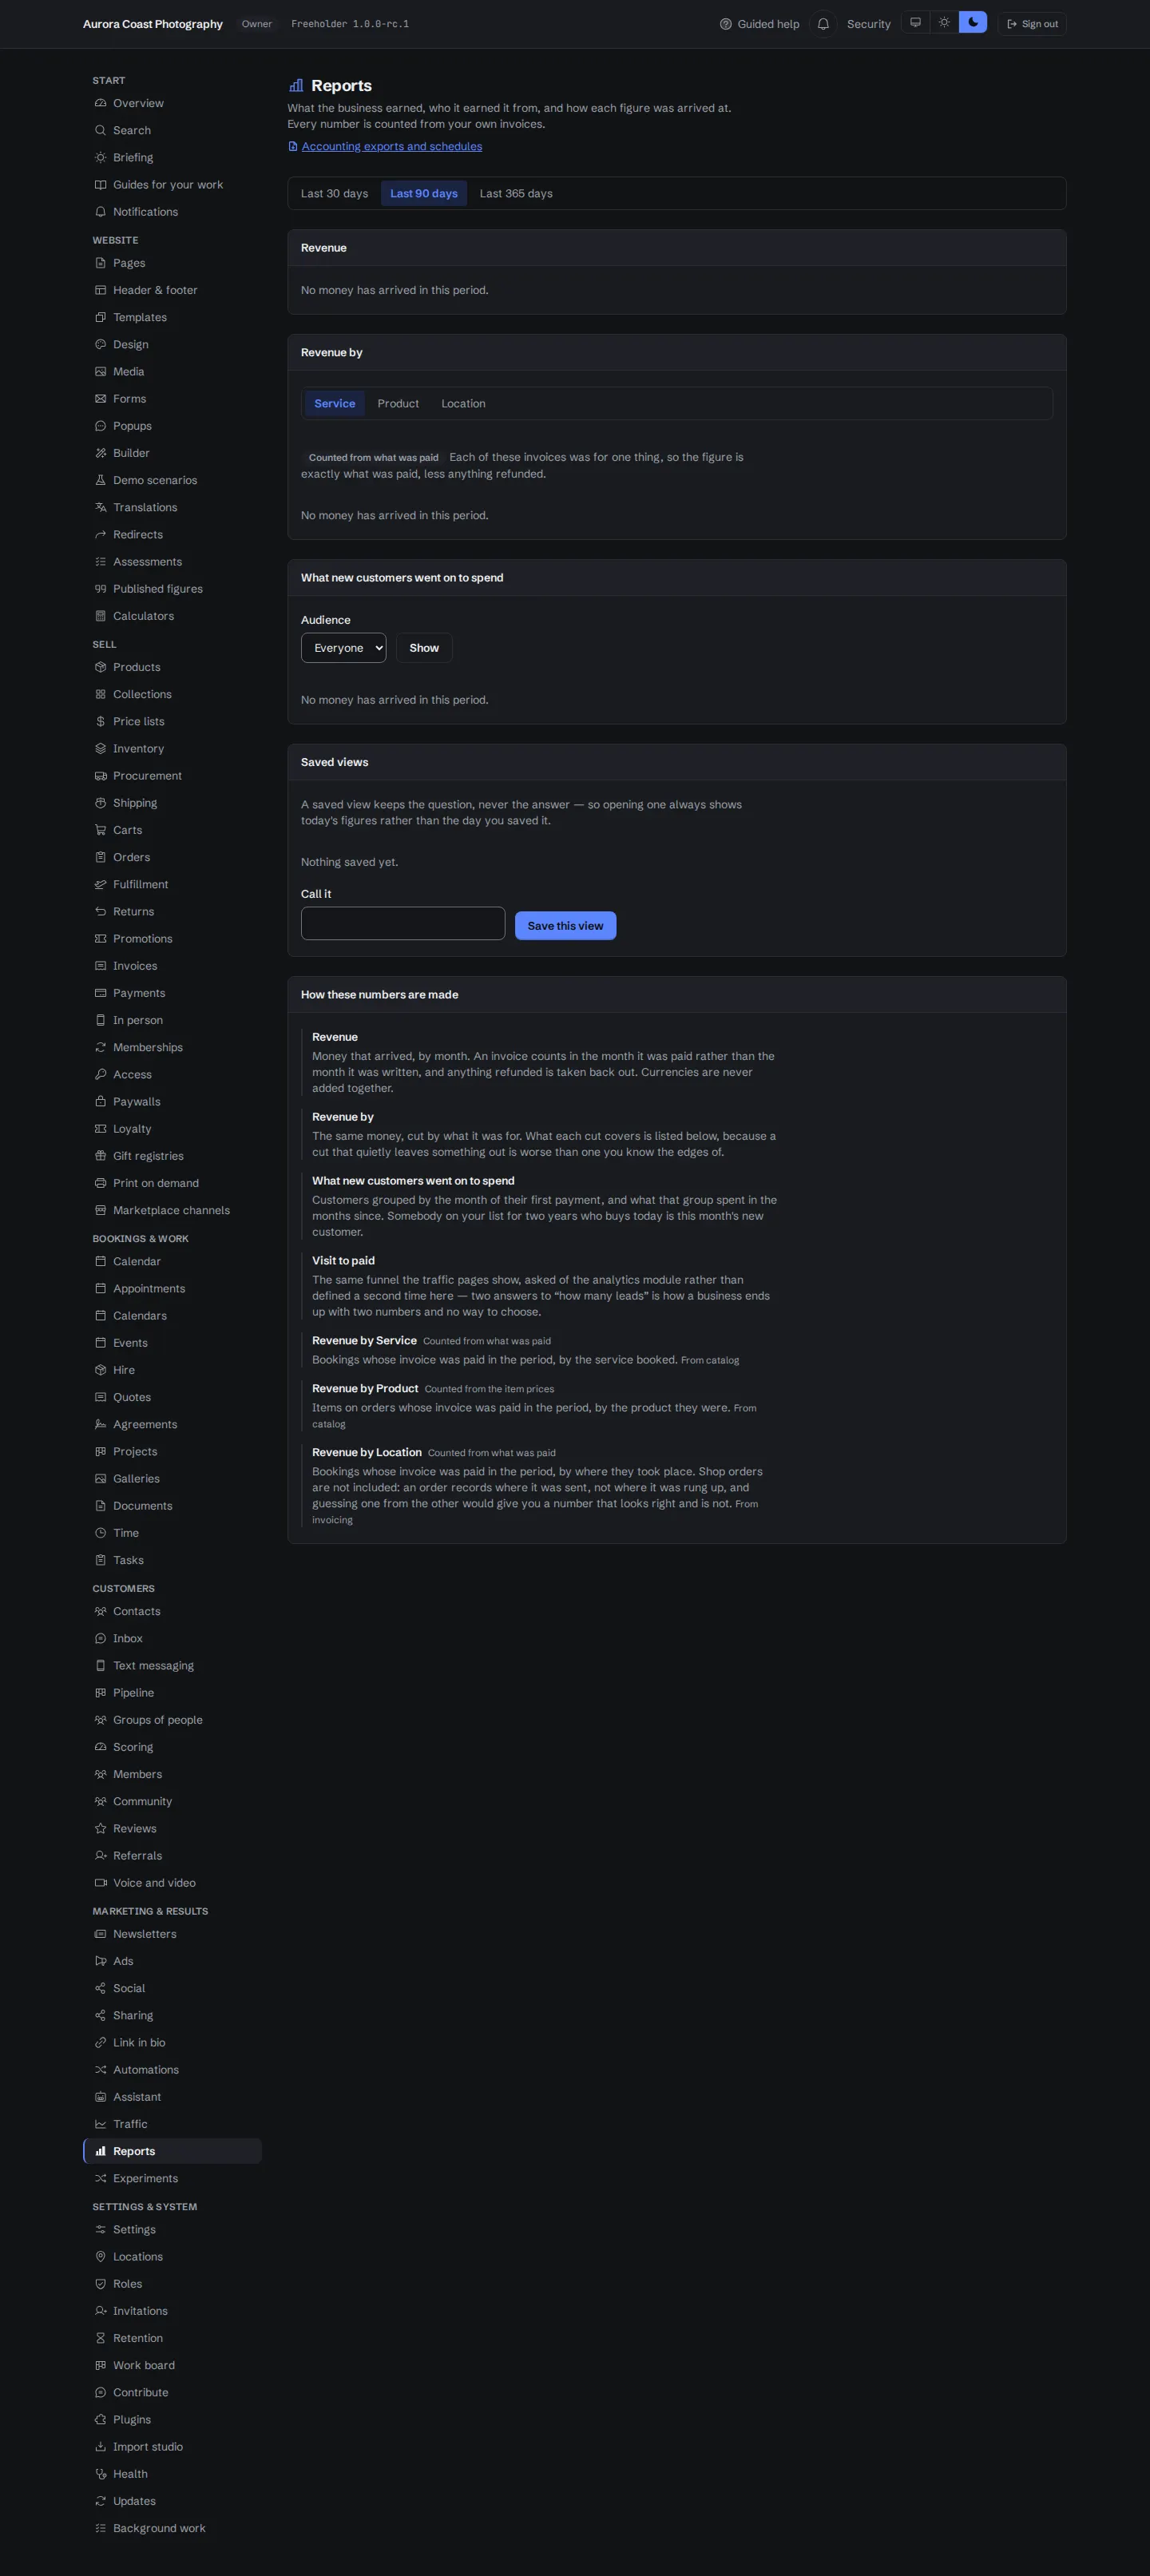 Aurora Coast Photography
Owner
Freeholder 1.0.0-rc.1
Guided help
Security
Sign out
START
Overview
Search
Briefing
Guides for your work
Notifications
WEBSITE
Pages
Header & footer
Templates
Design
Media
Forms
Popups
Builder
Demo scenarios
Translations
Redirects
Assessments
Published figures
Calculators
SELL
Products
Collections
Price lists
Inventory
Procurement
Shipping
Carts
Orders
Fulfillment
Returns
Promotions
Invoices
Payments
In person
Memberships
Access
Paywalls
Loyalty
Gift registries
Print on demand
Marketplace channels
BOOKINGS & WORK
Calendar
Appointments
Calendars
Events
Hire
Quotes
Agreements
Projects
Galleries
Documents
Time
Tasks
CUSTOMERS
Contacts
Inbox
Text messaging
Pipeline
Groups of people
Scoring
Members
Community
Reviews
Referrals
Voice and video
MARKETING & RESULTS
Newsletters
Ads
Social
Sharing
Link in bio
Automations
Assistant
Traffic
Reports
Experiments
SETTINGS & SYSTEM
Settings
Locations
Roles
Invitations
Retention
Work board
Contribute
Plugins
Import studio
Health
Updates
Background work
Reports
What the business earned, who it earned it from, and how each figure was arrived at.
Every number is counted from your own invoices.
Accounting exports and schedules
Last 30 days
Last 90 days
Last 365 days
Revenue
No money has arrived in this period.
Revenue by
Service
Product
Location
Counted from what was paid Each of these invoices was for one thing, so the figure is
exactly what was paid, less anything refunded.
No money has arrived in this period.
What new customers went on to spend
Audience
Everyone
Show
No money has arrived in this period.
Saved views
A saved view keeps the question, never the answer — so opening one always shows
today's figures rather than the day you saved it.
Nothing saved yet.
Call it
Save this view
How these numbers are made
Revenue
Money that arrived, by month. An invoice counts in the month it was paid rather than the
month it was written, and anything refunded is taken back out. Currencies are never
added together.
Revenue by
The same money, cut by what it was for. What each cut covers is listed below, because a
cut that quietly leaves something out is worse than one you know the edges of.
What new customers went on to spend
Customers grouped by the month of their first payment, and what that group spent in the
months since. Somebody on your list for two years who buys today is this month's new
customer.
Visit to paid
The same funnel the traffic pages show, asked of the analytics module rather than
defined a second time here — two answers to “how many leads” is how a business ends
up with two numbers and no way to choose.
Revenue by Service Counted from what was paid
Bookings whose invoice was paid in the period, by the service booked. From catalog
Revenue by Product Counted from the item prices
Items on orders whose invoice was paid in the period, by the product they were. From
catalog
Revenue by Location Counted from what was paid
Bookings whose invoice was paid in the period, by where they took place. Shop orders
are not included: an order records where it was sent, not where it was rung up, and
guessing one from the other would give you a number that looks right and is not. From
invoicing